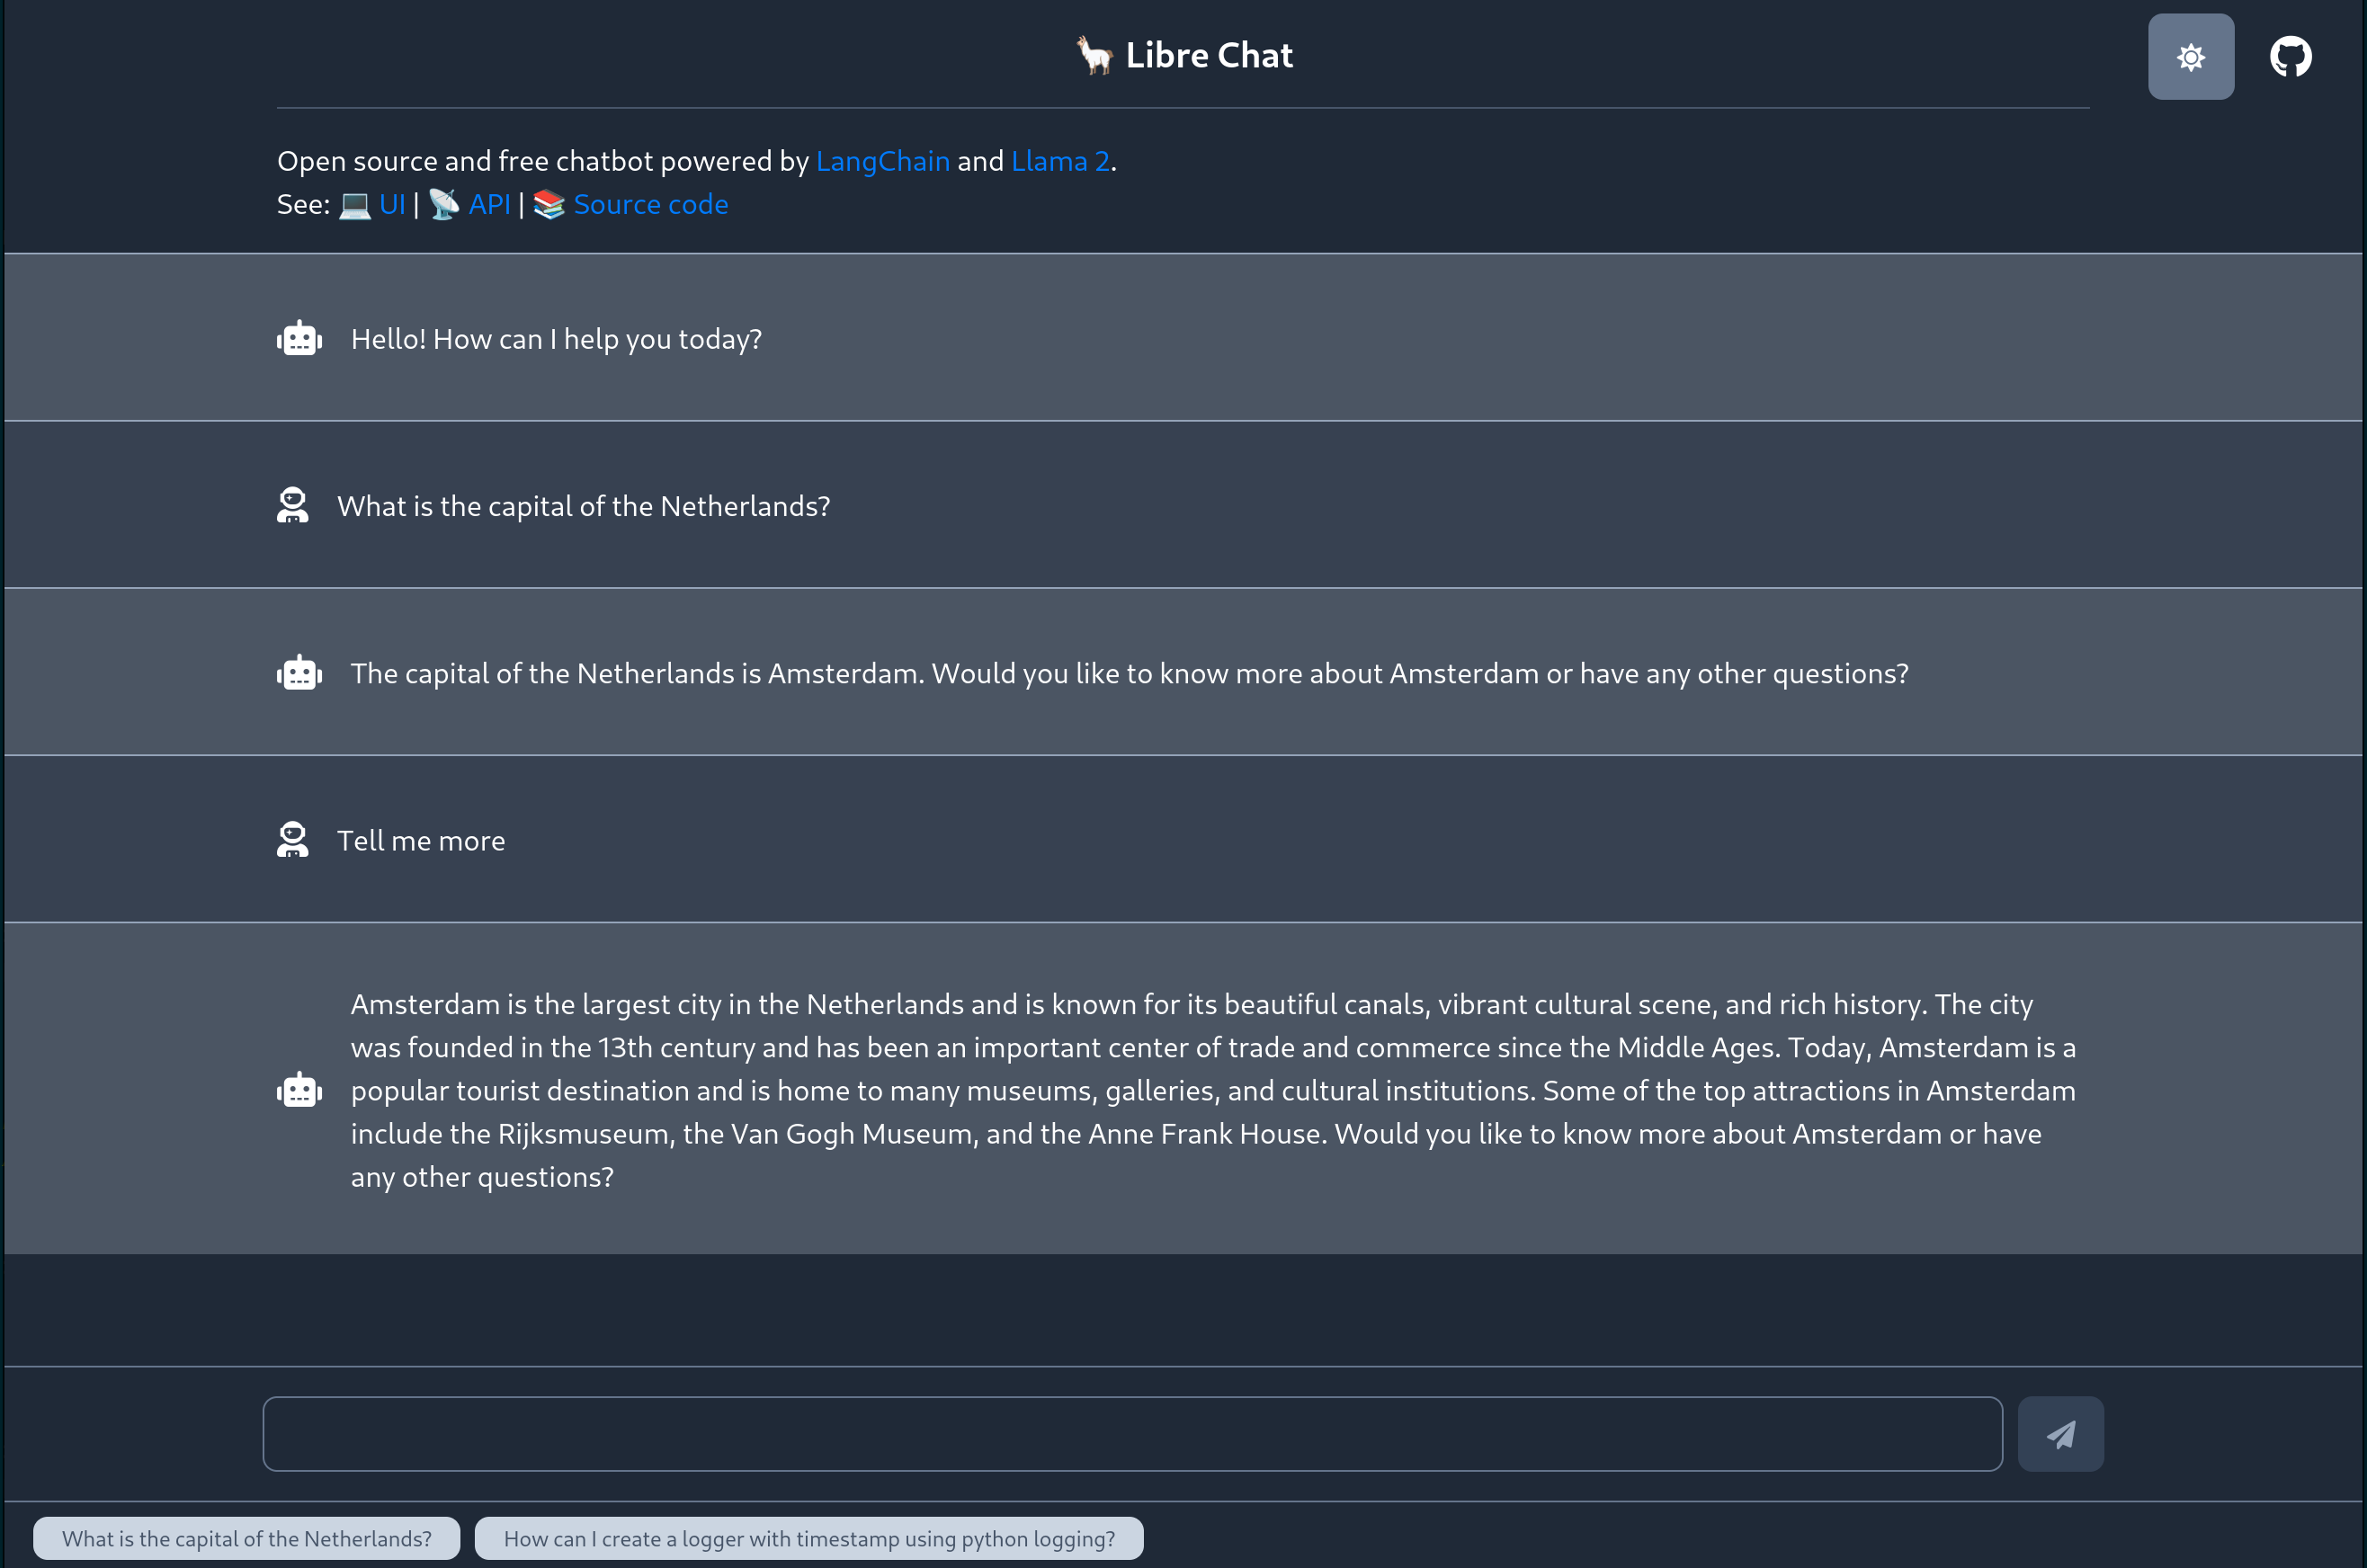 Libre Chat
Open source and free chatbot powered by LangChain and Llama 2.
See: 💻 UI | 📡 API | 📚 Source code
Hello! How can I help you today?
What is the capital of the Netherlands?
The capital of the Netherlands is Amsterdam. Would you like to know more about Amsterdam or have any other questions?
Tell me more
Amsterdam is the largest city in the Netherlands and is known for its beautiful canals, vibrant cultural scene, and rich history. The city
was founded in the 13th century and has been an important center of trade and commerce since the Middle Ages. Today, Amsterdam is a
popular tourist destination and is home to many museums, galleries, and cultural institutions. Some of the top attractions in Amsterdam
include the Rijksmuseum, the Van Gogh Museum, and the Anne Frank House. Would you like to know more about Amsterdam or have
any other questions?
What is the capital of the Netherlands?
How can I create a logger with timestamp using python logging?